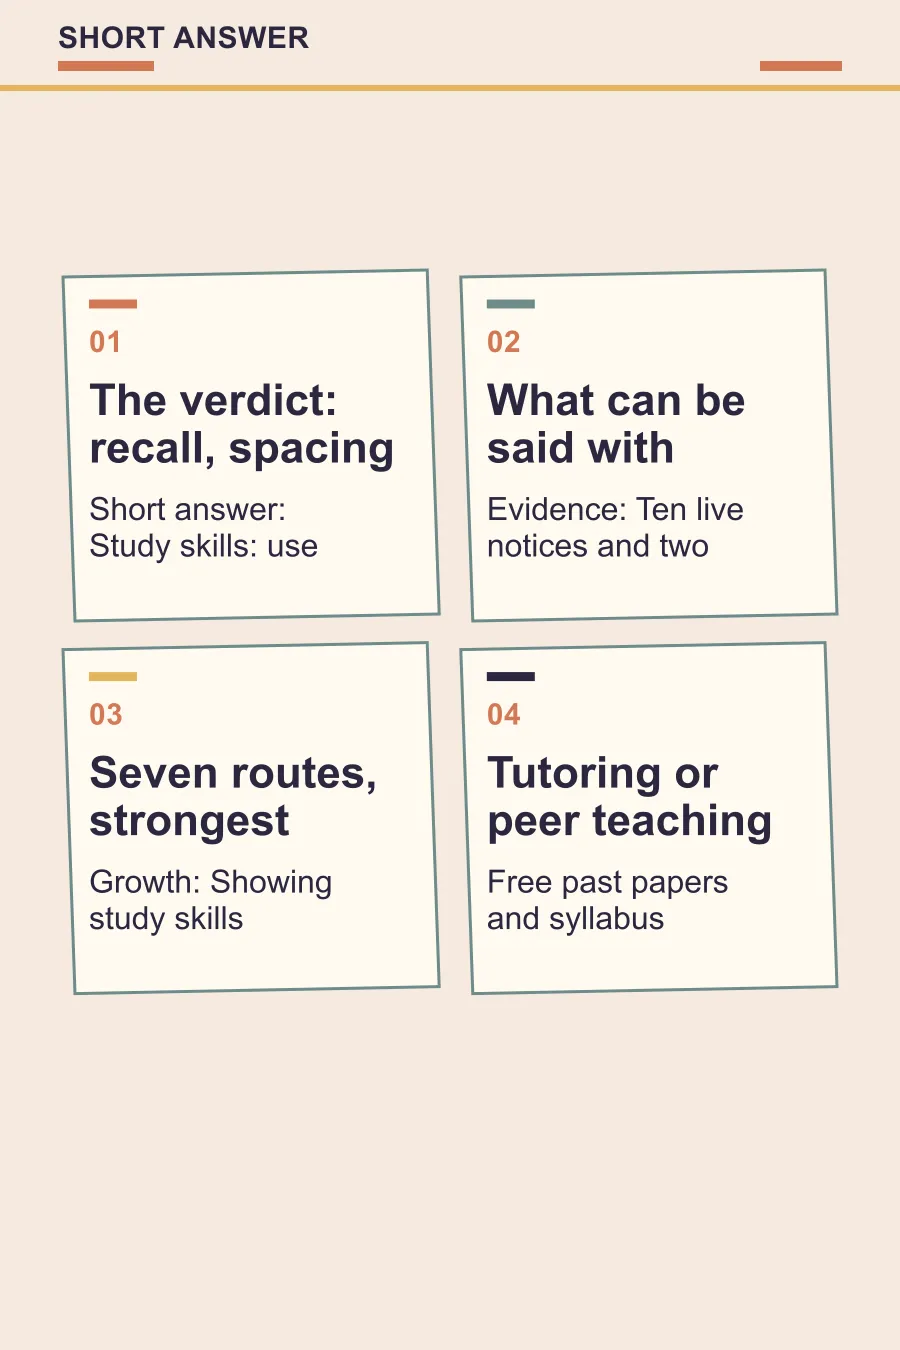 SHORT ANSWER
01
The verdict:
recall, spacing
Short answer:
Study skills: use
02
What can be
said with
Evidence: Ten live
notices and two
03
Seven routes,
strongest
Growth: Showing
study skills
04
Tutoring or
peer teaching
Free past papers
and syllabus